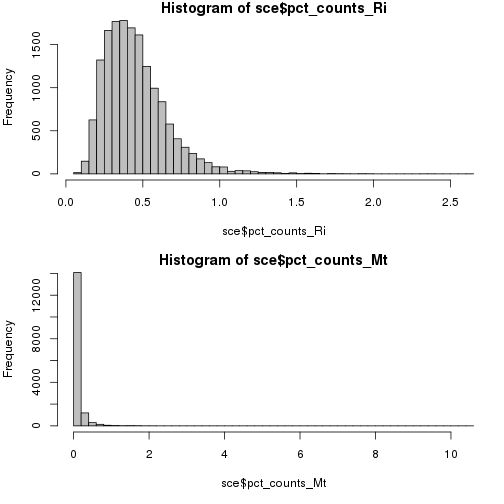 Histogram of sce$pct_counts_Ri
Frequency
0 500 1000 1500
0.0 0.5 1.0 1.5 2.0 2.5
sce$pct_counts_Ri
Histogram of sce$pct_counts_Mt
Frequency
0 4000 8000 12000
0 2 4 6 8 10
sce$pct_counts_Mt